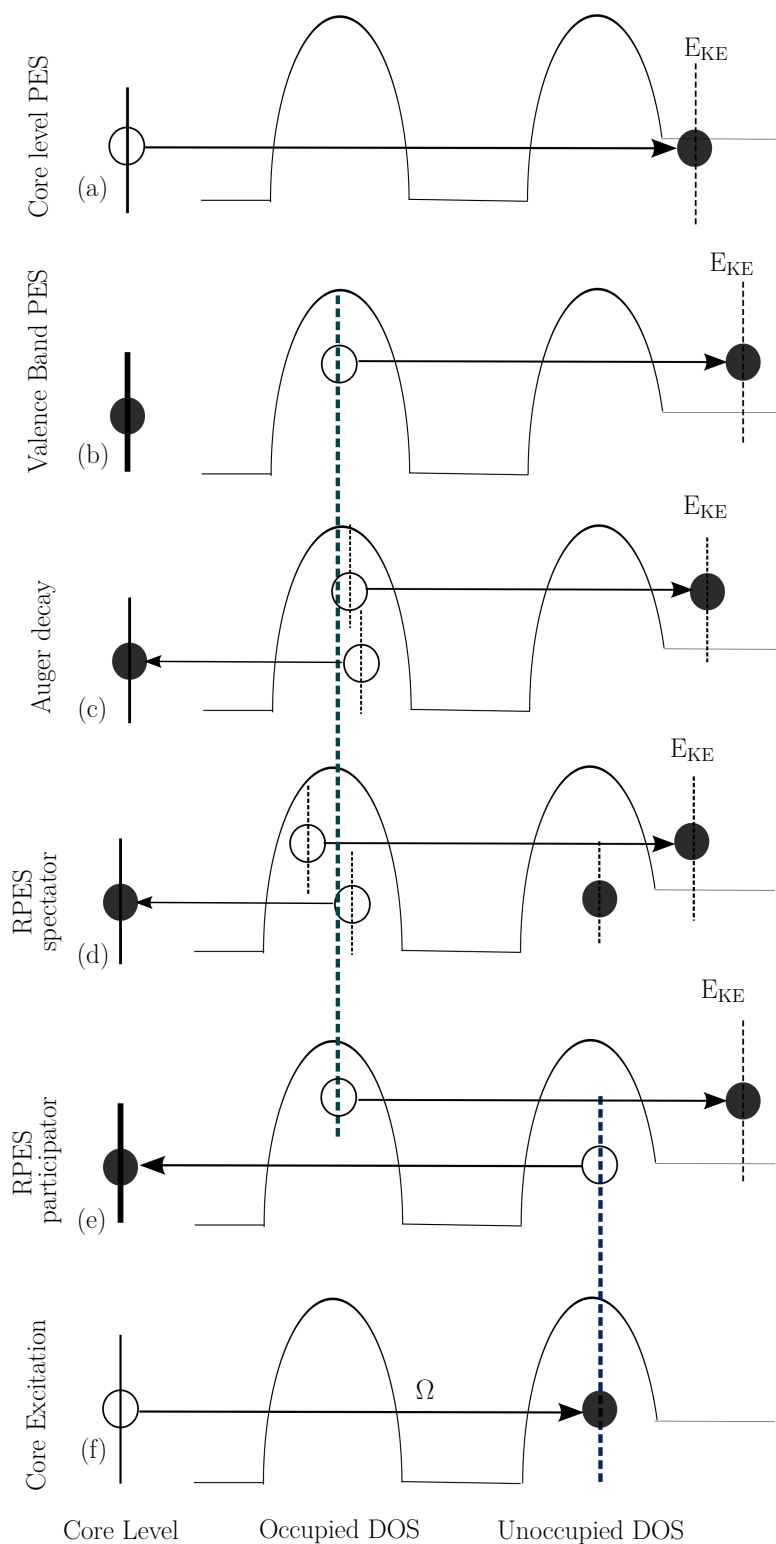 Core level PES
(a)
E_KE
Valence Band PES
(b)
E_KE
Auger decay
(c)
E_KE
RPES
spectator
(d)
E_KE
RPES
participator
(e)
E_KE
Core Excitation
(f)
Ω
Core Level Occupied DOS Unoccupied DOS